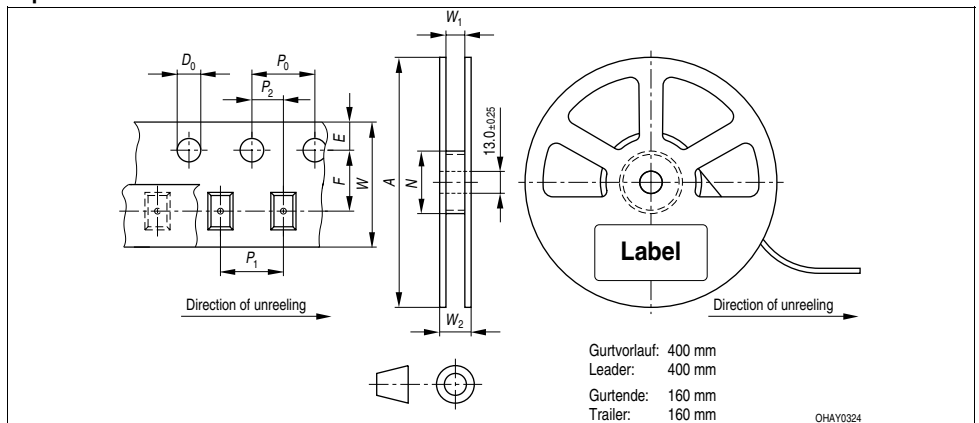 W1
D0
P0
P2
E
F
W
A
N
13.0±0.25
P1
Label
Direction of unreeling
W2
Direction of unreeling
Gurtvorlauf: 400 mm
Leader: 400 mm
Gurtende: 160 mm
Trailer: 160 mm
OHAY0324